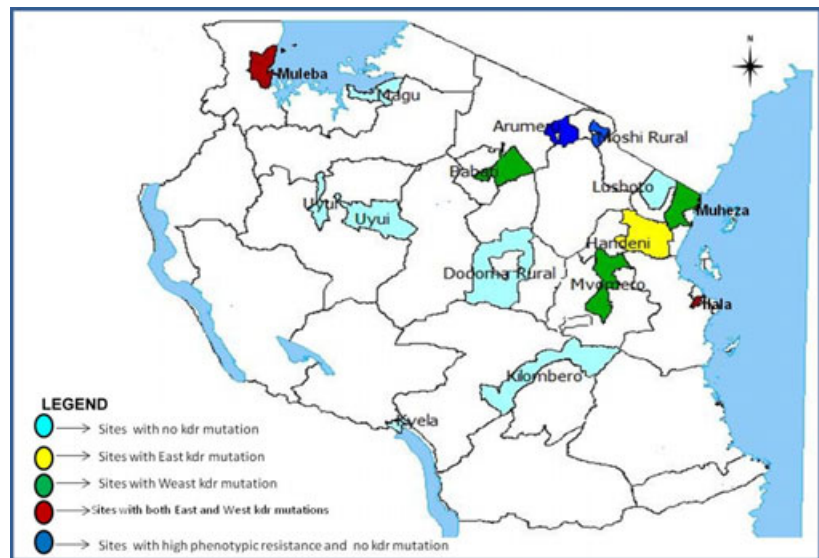 N
Muleba
Magu
Arume
Moshi Rural
Babati
Loshoto
Uyui
Uyui
Muheza
Handeni
Dodoma Rural
Mvomero
Ilala
Kilombero
Kyela
LEGEND
Sites with no kdr mutation
Sites with East kdr mutation
Sites with Weast kdr mutation
Sites with both East and West kdr mutations
Sites with high phenotypic resistance and no kdr mutation